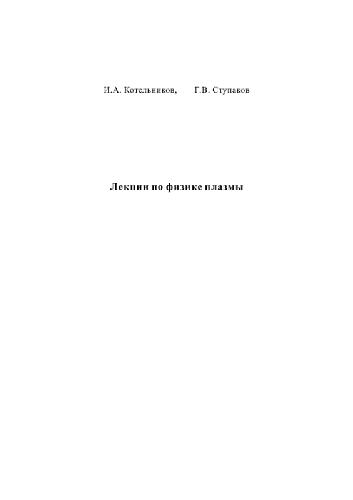 И.А. Котельников, Г.В. Ступаков
Лекции по физике плазмы